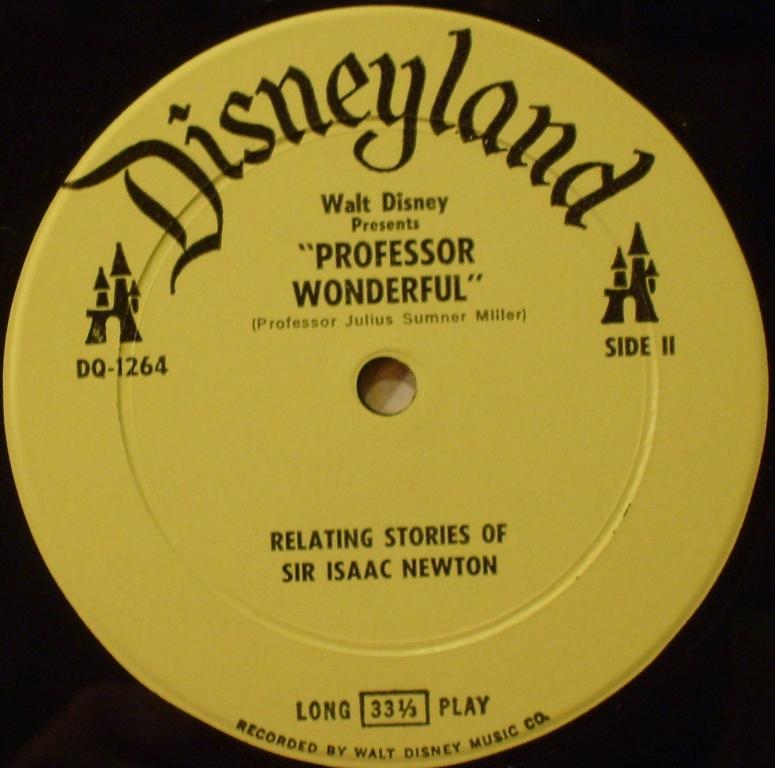 Disneyland
Walt Disney
Presents
"PROFESSOR
WONDERFUL"
(Professor Julius Sumner Miller)
DQ-1264
SIDE II
RELATING STORIES OF
SIR ISAAC NEWTON
LONG 33⅓ PLAY
RECORDED BY WALT DISNEY MUSIC CO.